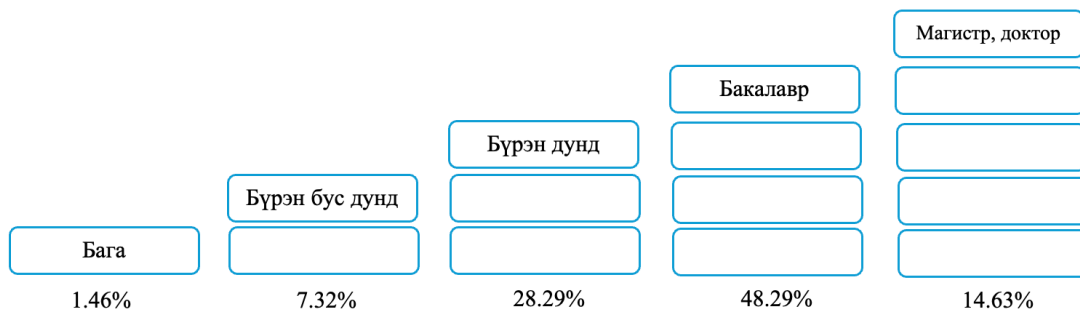 Магистр, доктор
Бакалавр
Бүрэн дунд
Бүрэн бус дунд
Бага
1.46%
7.32%
28.29%
48.29%
14.63%